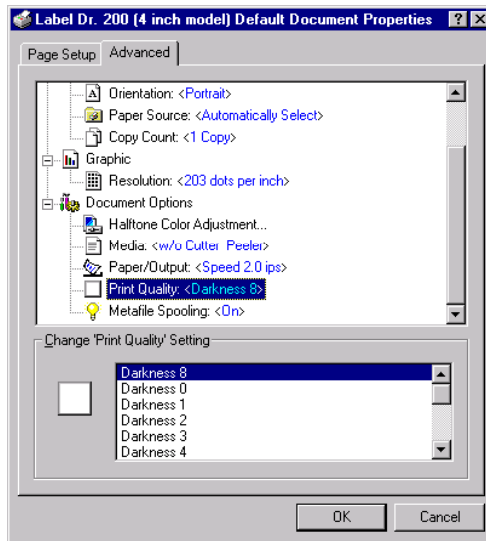 Label Dr. 200 (4 inch model) Default Document Properties
Page Setup Advanced
Orientation: <Portrait>
Paper Source: <Automatically Select>
Copy Count: <1 Copy>
Graphic
Resolution: <203 dots per inch>
Document Options
Halftone Color Adjustment...
Media: <w/o Cutter Peeler>
Paper/Output: <Speed 2.0 ips>
Print Quality: <Darkness 8>
Metafile Spooling: <On>
Change 'Print Quality' Setting
Darkness 8
Darkness 0
Darkness 1
Darkness 2
Darkness 3
Darkness 4
OK Cancel